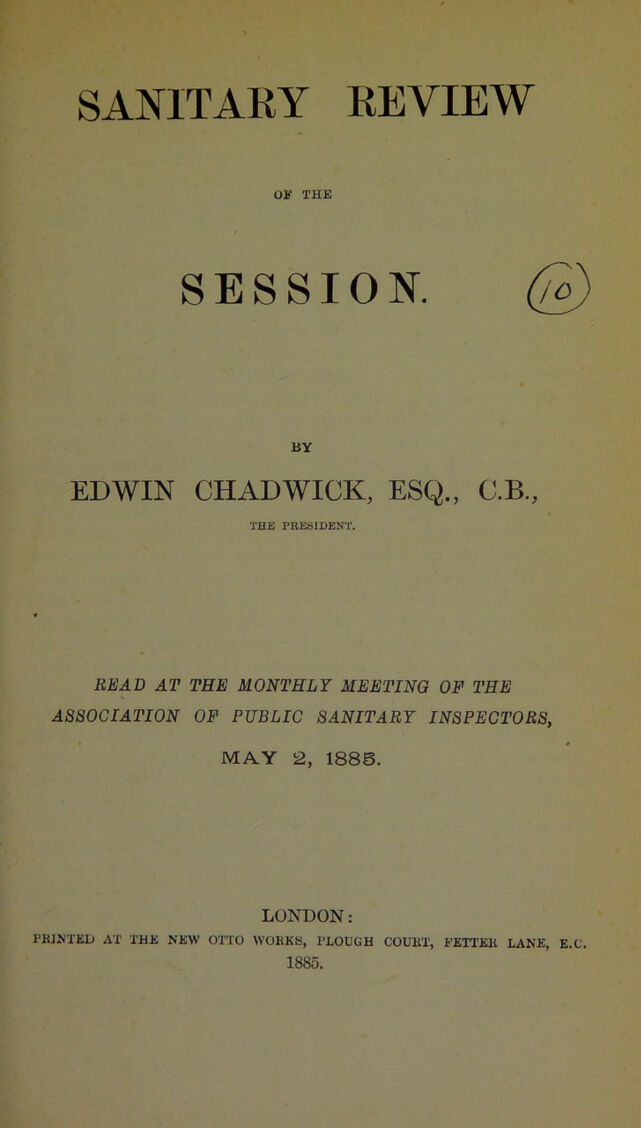 SANITARY REVIEW
OF THE
SESSION.
10
BY
EDWIN CHADWICK, ESQ., C.B.,
THE PRESIDENT.
READ AT THE MONTHLY MEETING OF THE
ASSOCIATION OF PUBLIC SANITARY INSPECTORS,
MAY 2, 1885.
LONDON:
PRINTED AT THE NEW OTTO WORKS, PLOUGH COURT, FETTER LANE, E.C.
1885.